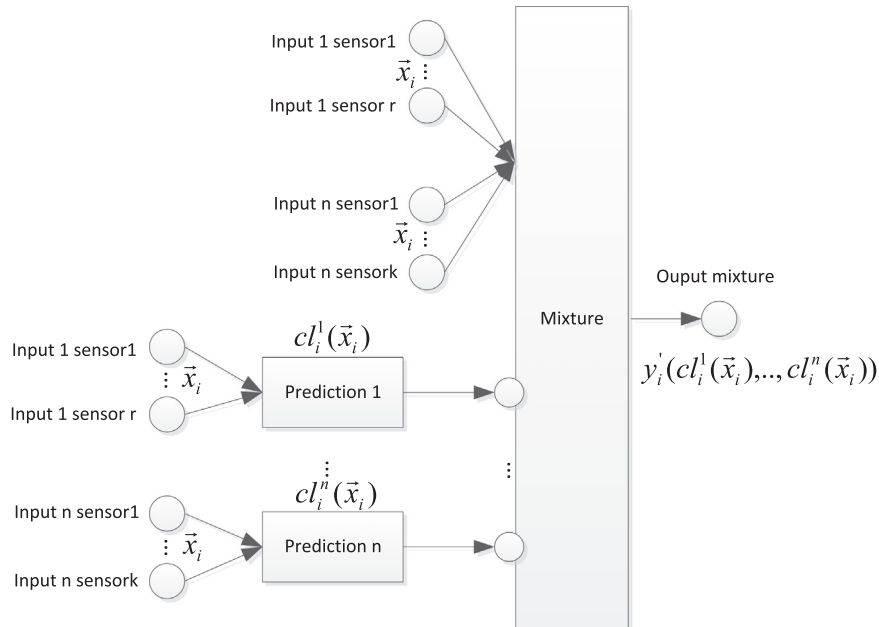 Input 1 sensor1
x⃗ᵢ ⋮
Input 1 sensor r
Input n sensor1
x⃗ᵢ ⋮
Input n sensork
Mixture
Ouput mixture
y'ᵢ(cl¹ᵢ(x⃗ᵢ),..,clⁿᵢ(x⃗ᵢ))
Input 1 sensor1
⋮ x⃗ᵢ
Input 1 sensor r
cl¹ᵢ(x⃗ᵢ)
Prediction 1
⋮
⋮
Input n sensor1
⋮ x⃗ᵢ
Input n sensork
clⁿᵢ(x⃗ᵢ)
Prediction n